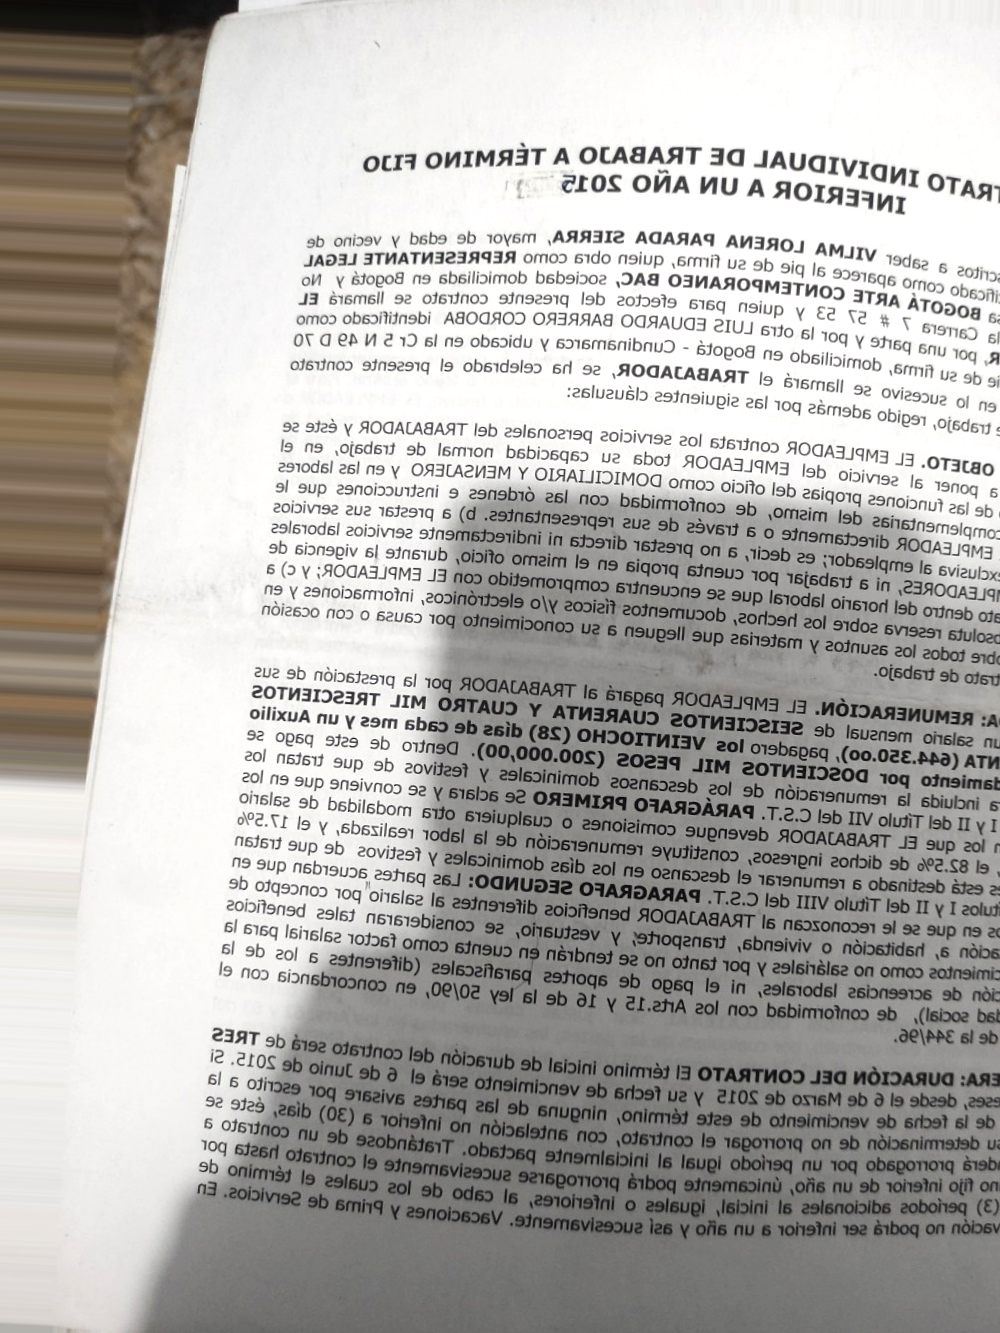 TRATO INDIVIDUAL DE TRABAJO A TÉRMINO FIJO
INFERIOR A UN AÑO 2015
scritos a saber VILMA LORENA PARADA SIERRA, mayor de edad y vecino de
tificado como aparece al pie de su firma, quien obra como REPRESENTANTE LEGAL
sa BOGOTÁ ARTE CONTEMPORANEO BAC, sociedad domiciliada en Bogotá y No
la Carrera 7 # 57 53 y quien para efectos del presente contrato se llamará EL
R, por una parte y por la otra LUIS EDUARDO BARRERO CORDOBA identificado como
ie de su firma, domiciliado en Bogotá - Cundinamarca y ubicado en la Cr 5 N 49 D 70
en lo sucesivo se llamará el TRABAJADOR, se ha celebrado el presente contrato
e trabajo, regido además por las siguientes cláusulas:
OBJETO. EL EMPLEADOR contrata los servicios personales del TRABAJADOR y éste se
a poner al servicio del EMPLEADOR toda su capacidad normal de trabajo, en el
o de las funciones propias del oficio como DOMICILIARIO Y MENSAJERO y en las labores
complementarias del mismo, de conformidad con las órdenes e instrucciones que le
EMPLEADOR directamente o a través de sus representantes. b) a prestar sus servicios
exclusiva al empleador; es decir, a no prestar directa ni indirectamente servicios laborales
MPLEADORES, ni a trabajar por cuenta propia en el mismo oficio, durante la vigencia de
ato dentro del horario laboral que se encuentra comprometido con EL EMPLEADOR; y c) a
bsoluta reserva sobre los hechos, documentos físicos y/o electrónicos, informaciones y en
obre todos los asuntos y materias que lleguen a su conocimiento por causa o con ocasión
trato de trabajo.
DA: REMUNERACIÓN. EL EMPLEADOR pagará al TRABAJADOR por la prestación de sus
un salario mensual de SEISCIENTOS CUARENTA Y CUATRO MIL TRESCIENTOS
NTA (644.350.oo), pagadero los VEINTIOCHO (28) días de cada mes y un Auxilio
damiento por DOSCIENTOS MIL PESOS (200.000,00). Dentro de este pago se
ra incluida la remuneración de los descansos dominicales y festivos de que tratan los
I y II del Título VII del C.S.T. PARÁGRAFO PRIMERO Se aclara y se conviene que en los
n los que EL TRABAJADOR devengue comisiones o cualquiera otra modalidad de salario
, el 82.5% de dichos ingresos, constituye remuneración de la labor realizada, y el 17.5%
es está destinado a remunerar el descanso en los días dominicales y festivos de que tratan
tulos I y II del Título VIII del C.S.T. PARAGRAFO SEGUNDO: Las partes acuerdan que en
os en que se le reconozcan al TRABAJADOR beneficios diferentes al salario, por concepto de
tación a, habitación o vivienda, transporte, y vestuario, se consideraran tales beneficios
cimientos como no salariales y por tanto no se tendrán en cuenta como factor salarial para la
ción de acreencias laborales, ni el pago de aportes parafiscales (diferentes a los de la
dad social), de conformidad con los Arts.15 y 16 de la ley 50/90, en concordancia con el
de la 344/96.
ERA: DURACIÓN DEL CONTRATO El término inicial de duración del contrato será de TRES
eses, desde el 6 de Marzo de 2015 y su fecha de vencimiento será el 6 de Junio de 2015. Si
de la fecha de vencimiento de este término, ninguna de las partes avisare por escrito a la
su determinación de no prorrogar el contrato, con antelación no inferior a (30) días, éste se
nderá prorrogado por un período igual al inicialmente pactado. Tratándose de un contrato a
no fijo inferior de un año, únicamente podrá prorrogarse sucesivamente el contrato hasta por
(3) períodos adicionales al inicial, iguales o inferiores, al cabo de los cuales el término de
vación no podrá ser inferior a un año y así sucesivamente. Vacaciones y Prima de Servicios. En